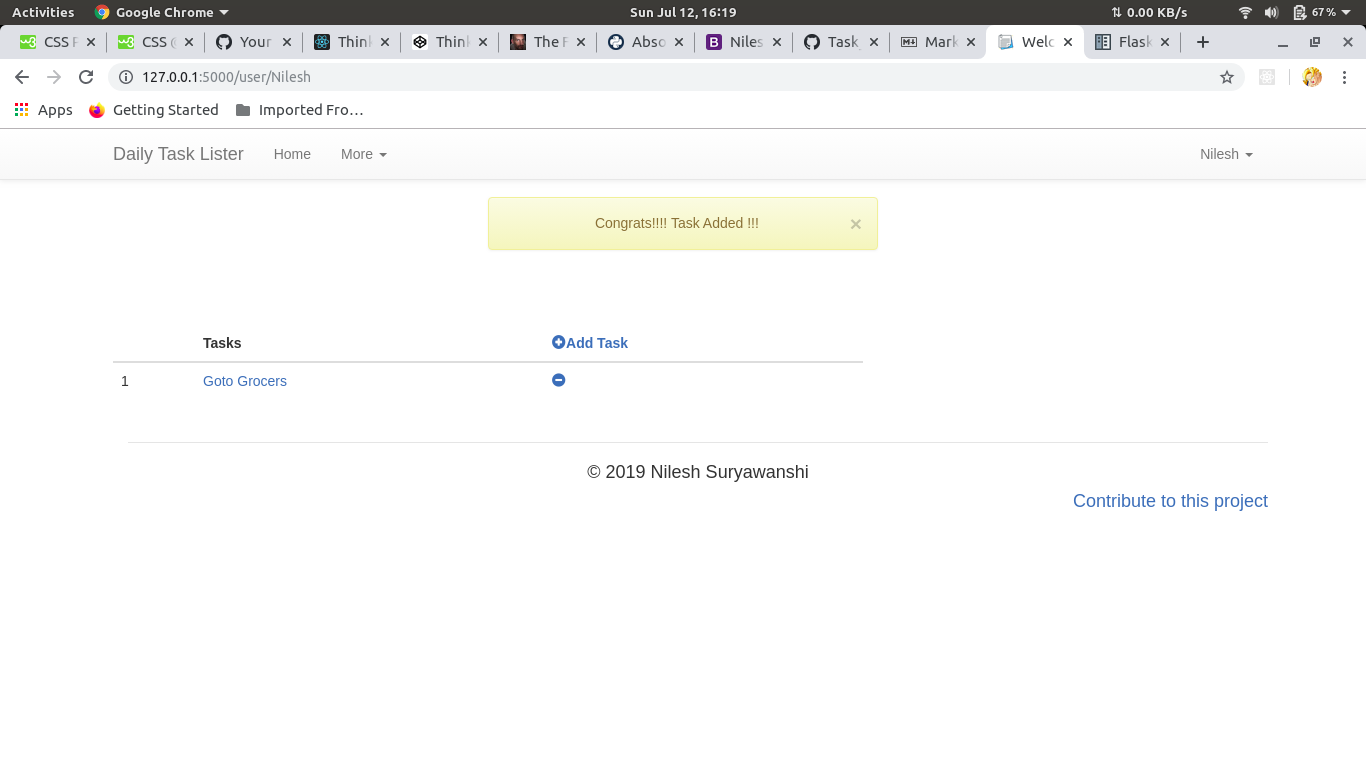 Activities Google Chrome Sun Jul 12, 16:19 0.00 KB/s 67%
CSS CSS Your Think Think The Abso Niles Task Mark Welc Flask
127.0.0.1:5000/user/Nilesh
Apps Getting Started Imported Fro…
Daily Task Lister Home More Nilesh
Congrats!!!! Task Added !!! ×
Tasks Add Task
1 Goto Grocers
© 2019 Nilesh Suryawanshi
Contribute to this project